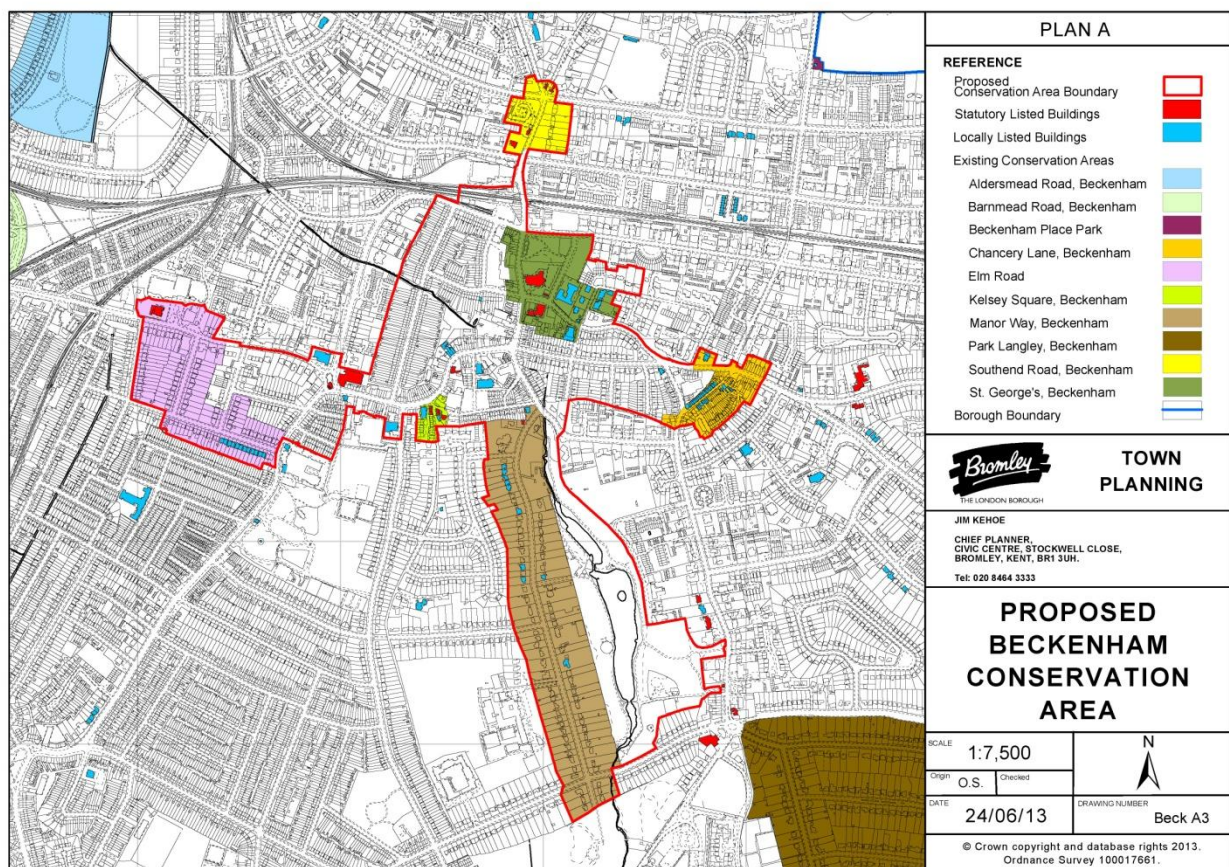 PLAN A
REFERENCE
Proposed
Conservation Area Boundary
Statutory Listed Buildings
Locally Listed Buildings
Existing Conservation Areas
Aldersmead Road, Beckenham
Barnmead Road, Beckenham
Beckenham Place Park
Chancery Lane, Beckenham
Elm Road
Kelsey Square, Beckenham
Manor Way, Beckenham
Park Langley, Beckenham
Southend Road, Beckenham
St. George's, Beckenham
Borough Boundary
Bromley
THE LONDON BOROUGH
TOWN
PLANNING
JIM KEHOE
CHIEF PLANNER,
CIVIC CENTRE, STOCKWELL CLOSE,
BROMLEY, KENT, BR1 3UH.
Tel: 020 8464 3333
PROPOSED
BECKENHAM
CONSERVATION
AREA
SCALE
1:7,500
N
Origin
O.S.
Checked
DATE
24/06/13
DRAWING NUMBER
Beck A3
© Crown copyright and database rights 2013.
Ordnance Survey 100017661.